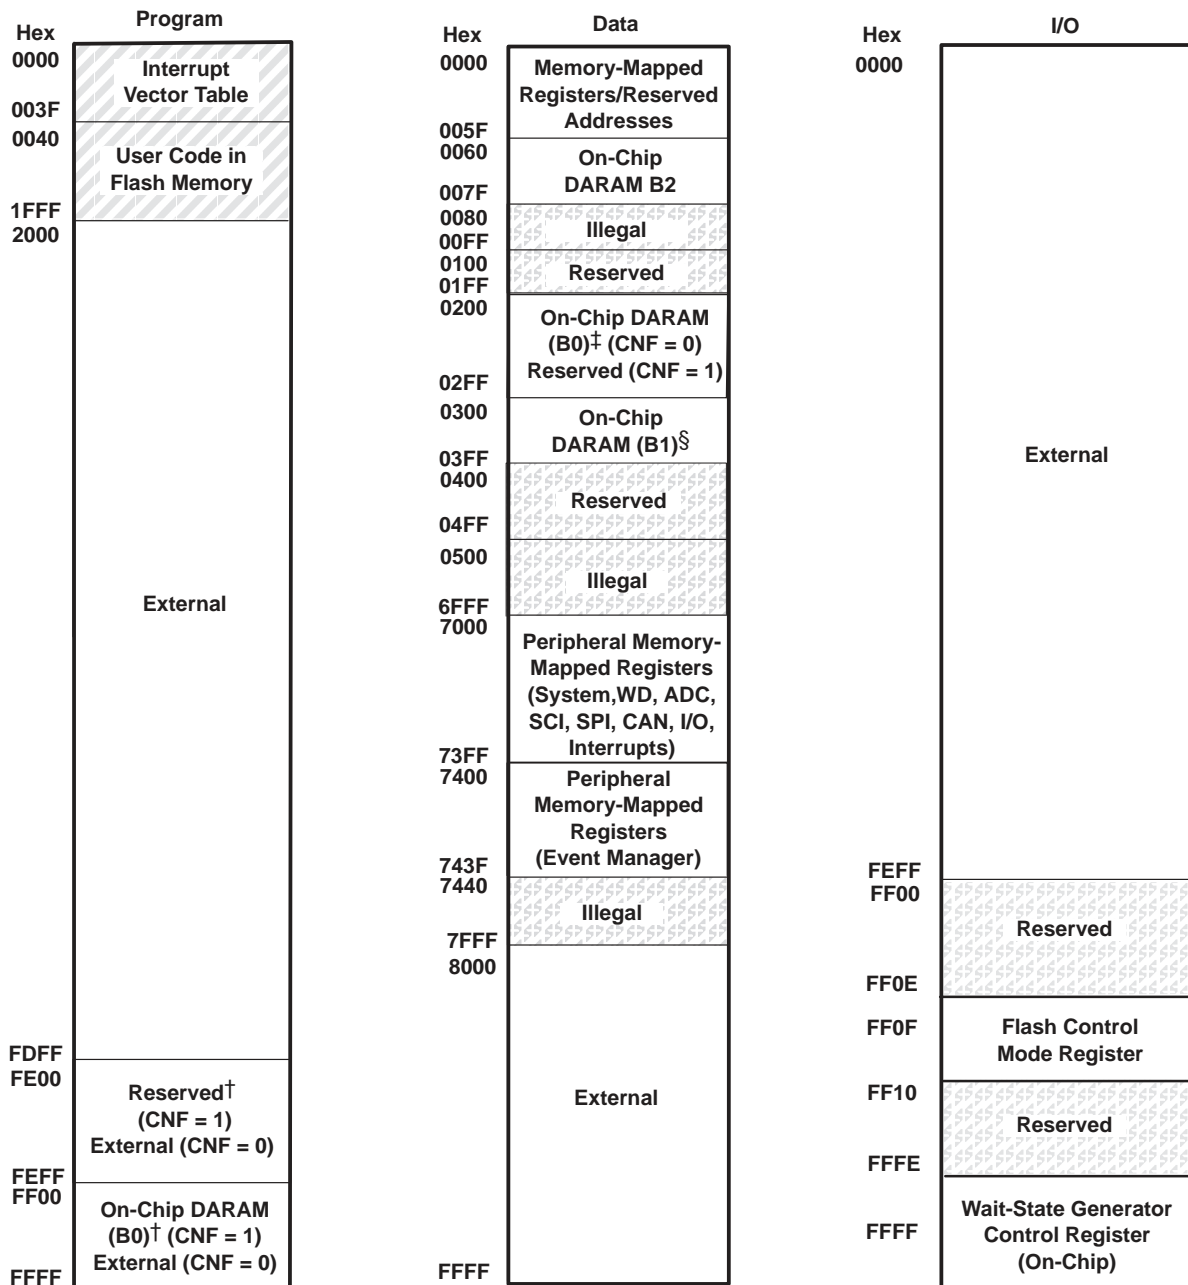 Program
Hex
0000
Interrupt
Vector Table
003F
0040
User Code in
Flash Memory
1FFF
2000
External
FDFF
FE00
Reserved†
(CNF = 1)
External (CNF = 0)
FEFF
FF00
On-Chip DARAM
(B0)† (CNF = 1)
External (CNF = 0)
FFFF
Data
Hex
0000
Memory-Mapped
Registers/Reserved
Addresses
005F
0060
On-Chip
DARAM B2
007F
0080
Illegal
00FF
0100
Reserved
01FF
0200
On-Chip DARAM
(B0)‡ (CNF = 0)
Reserved (CNF = 1)
02FF
0300
On-Chip
DARAM (B1)§
03FF
0400
Reserved
04FF
0500
Illegal
6FFF
7000
Peripheral Memory-
Mapped Registers
(System,WD, ADC,
SCI, SPI, CAN, I/O,
Interrupts)
73FF
7400
Peripheral
Memory-Mapped
Registers
(Event Manager)
743F
7440
Illegal
7FFF
8000
External
FFFF
I/O
Hex
0000
External
FEFF
FF00
Reserved
FF0E
FF0F
Flash Control
Mode Register
FF10
Reserved
FFFE
Wait-State Generator
Control Register
(On-Chip)
FFFF